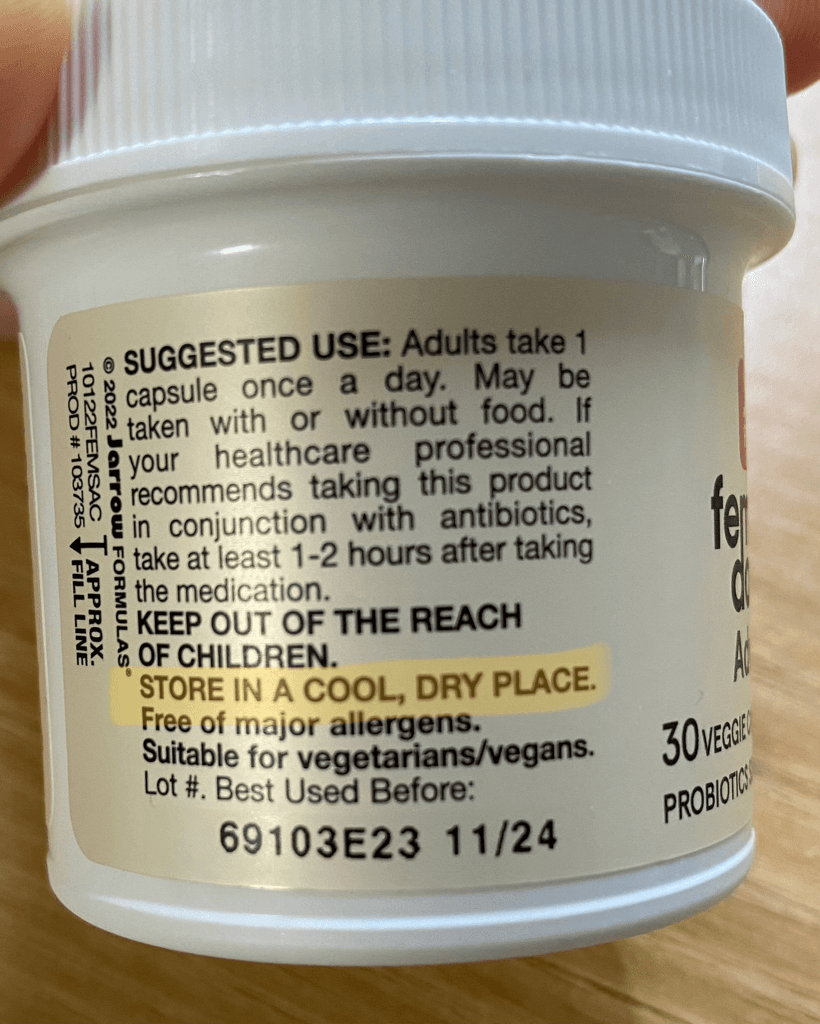 SUGGESTED USE: Adults take 1
capsule once a day. May be
taken with or without food. If
your healthcare professional
recommends taking this product
in conjunction with antibiotics,
take at least 1-2 hours after taking
the medication.
KEEP OUT OF THE REACH
OF CHILDREN.
STORE IN A COOL, DRY PLACE.
Free of major allergens.
Suitable for vegetarians/vegans.
Lot #. Best Used Before:
69103E23 11/24
© 2022 Jarrow FORMULAS®
10122FEMSAC
PROD # 103735
APPROX.
FILL LINE
30 VEGGIE
PROBIOTICS